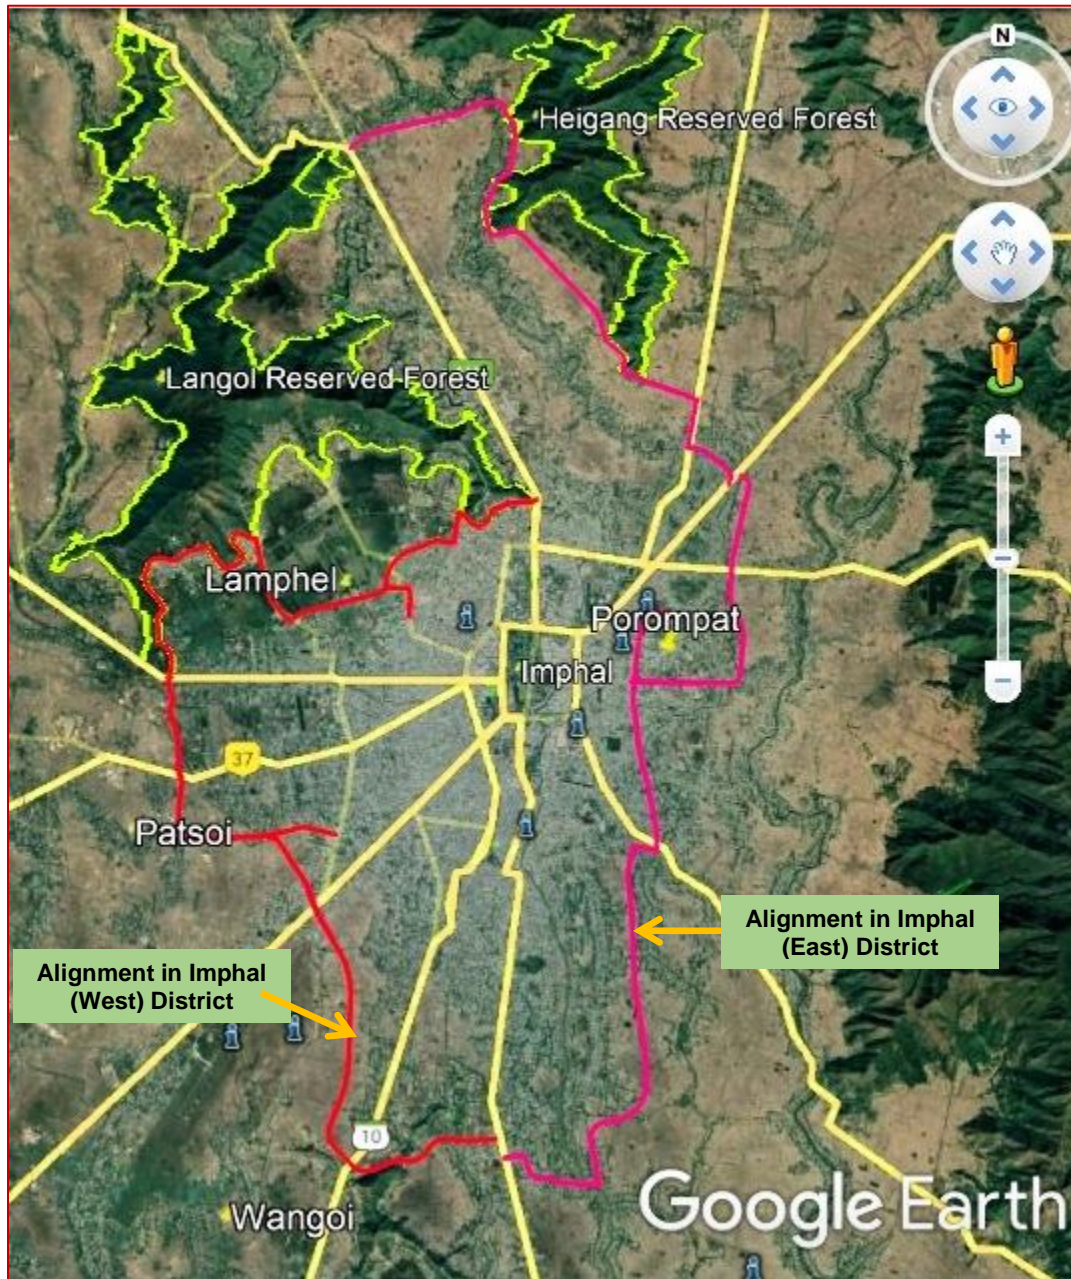 N
Heigang Reserved Forest
Langol Reserved Forest
Lamphel
Porompat
Imphal
37
Patsoi
Alignment in Imphal
(East) District
Alignment in Imphal
(West) District
10
Wangoi
Google Earth